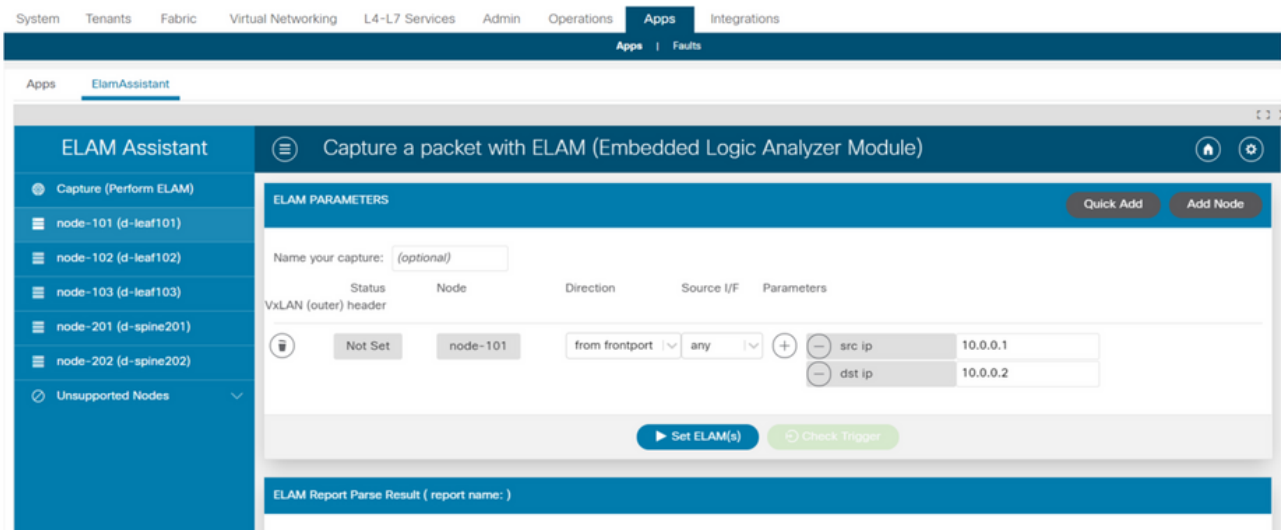 System Tenants Fabric Virtual Networking L4-L7 Services Admin Operations Apps Integrations
Apps | Faults
Apps ElamAssistant
ELAM Assistant
Capture a packet with ELAM (Embedded Logic Analyzer Module)
Capture (Perform ELAM)
node-101 (d-leaf101)
node-102 (d-leaf102)
node-103 (d-leaf103)
node-201 (d-spine201)
node-202 (d-spine202)
Unsupported Nodes
ELAM PARAMETERS
Quick Add Add Node
Name your capture: (optional)
Status Node Direction Source I/F Parameters
VxLAN (outer) header
Not Set node-101 from frontport any src ip 10.0.0.1
dst ip 10.0.0.2
Set ELAM(s) Check Trigger
ELAM Report Parse Result ( report name: )